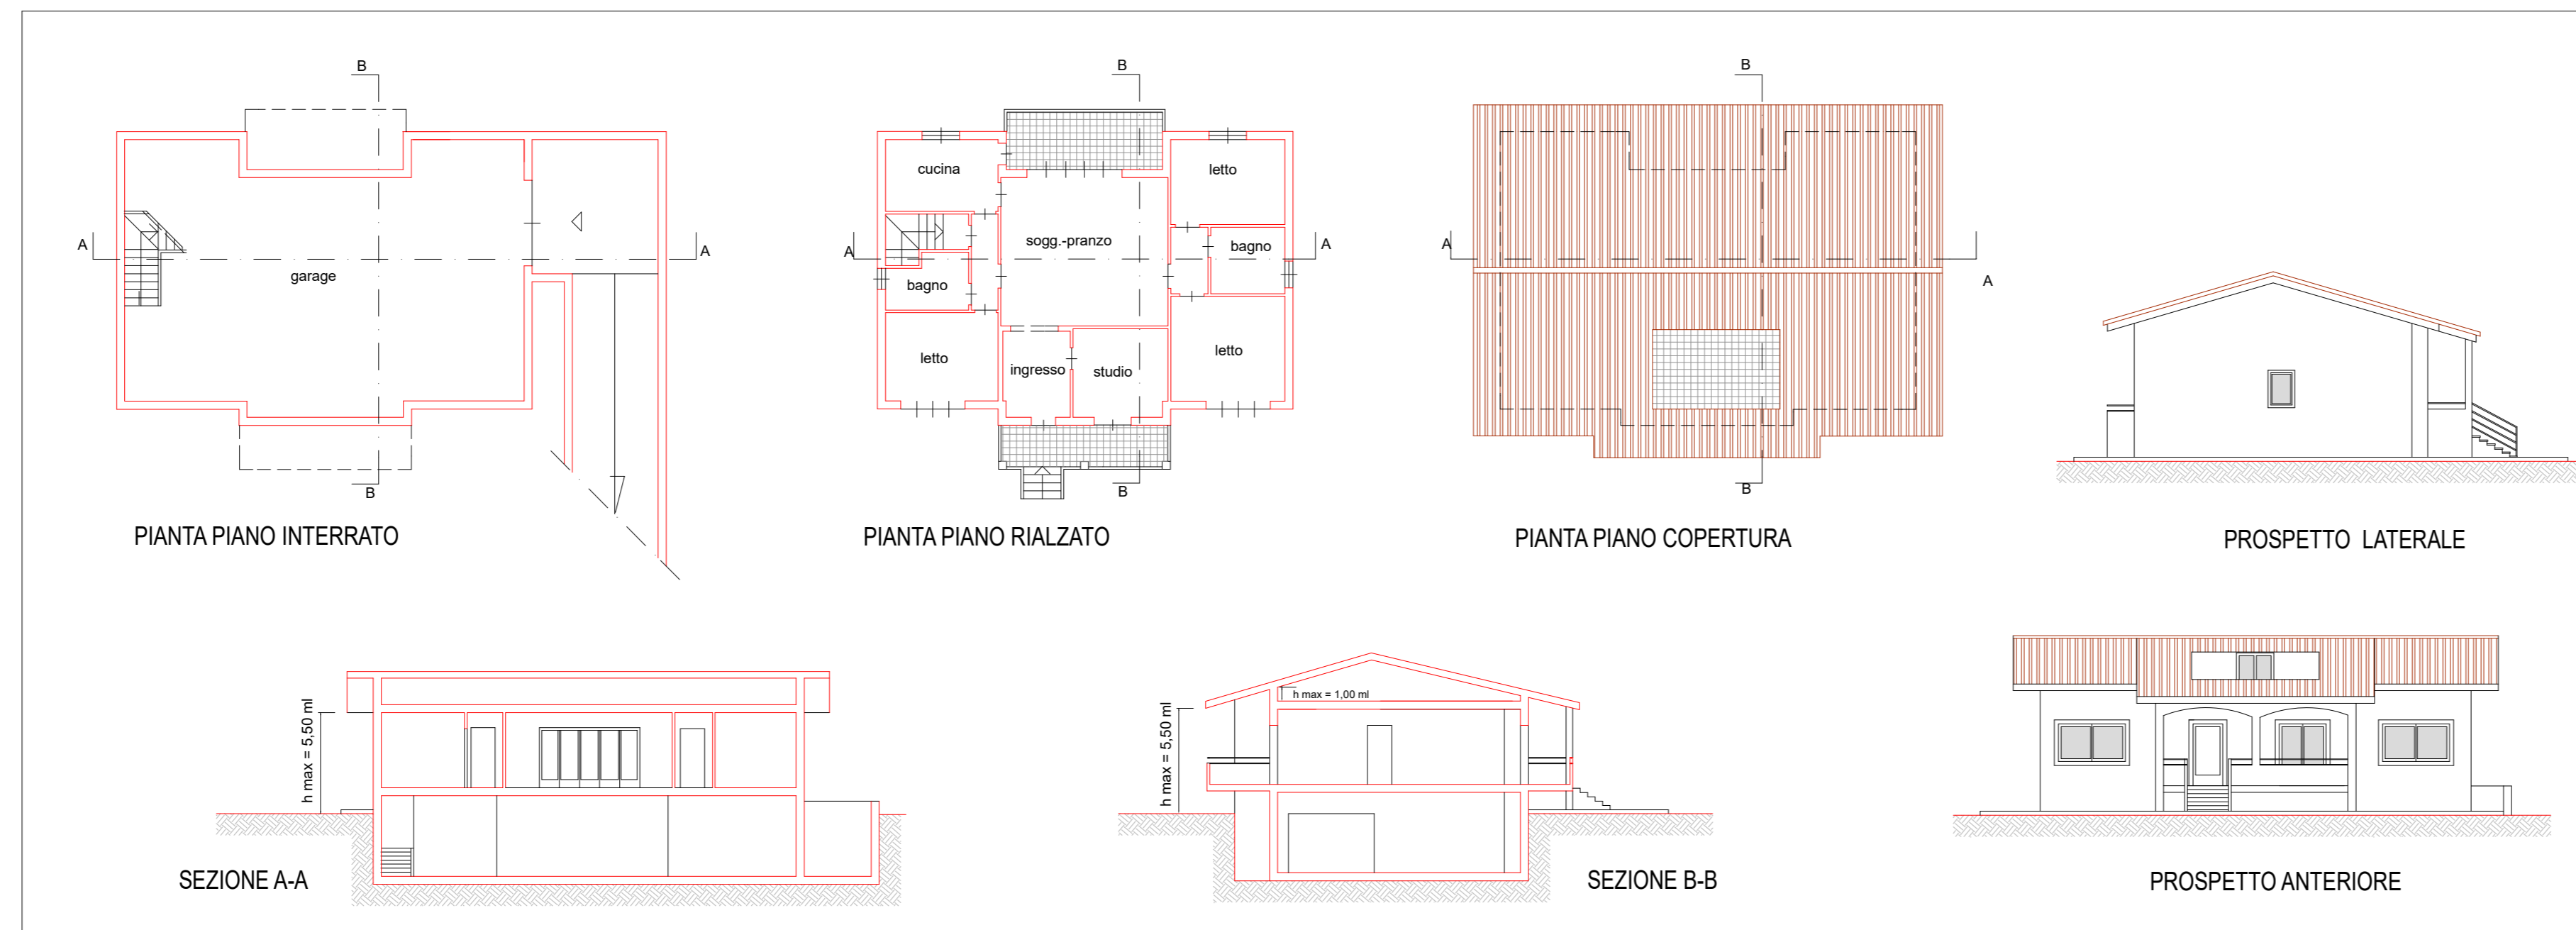 B
A
A
garage
B
PIANTA PIANO INTERRATO
B
cucina
letto
sogg.-pranzo
bagno
A
A
bagno
letto
ingresso
studio
letto
B
PIANTA PIANO RIALZATO
B
A
A
B
PIANTA PIANO COPERTURA
PROSPETTO LATERALE
h max = 5,50 ml
SEZIONE A-A
h max = 1,00 ml
h max = 5,50 ml
SEZIONE B-B
PROSPETTO ANTERIORE